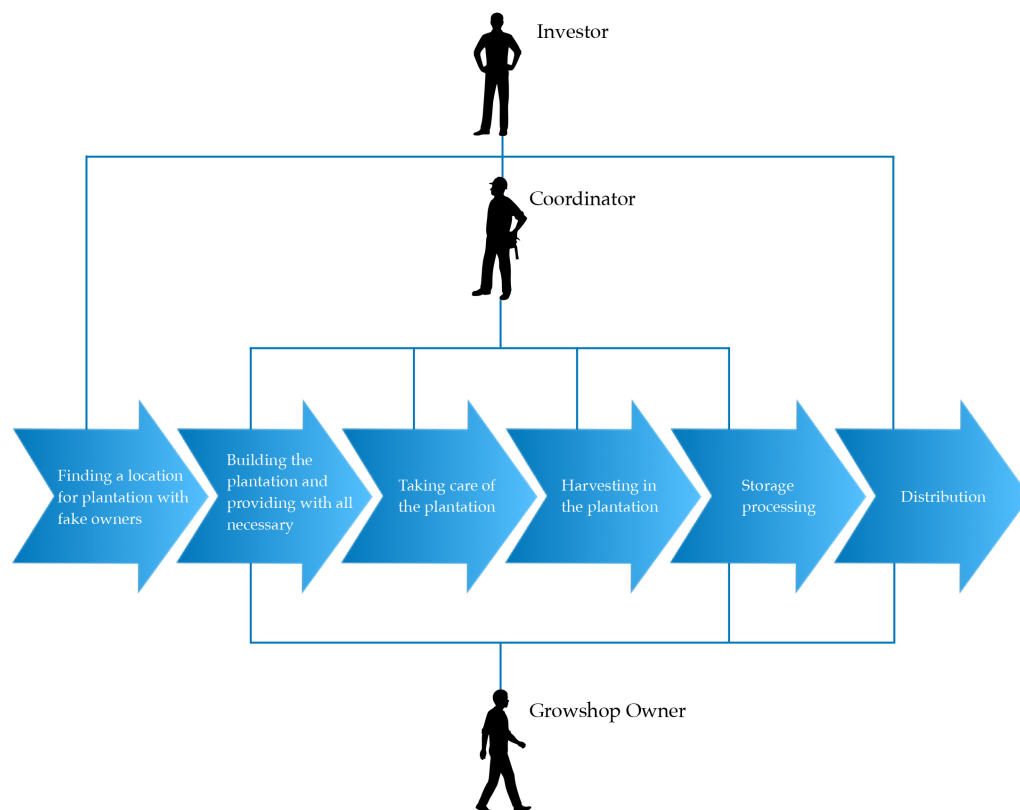 Investor
Coordinator
Finding a location
for plantation with
fake owners
Building the
plantation and
providing with all
necessary
Taking care of
the plantation
Harvesting in
the plantation
Storage
processing
Distribution
Growshop Owner